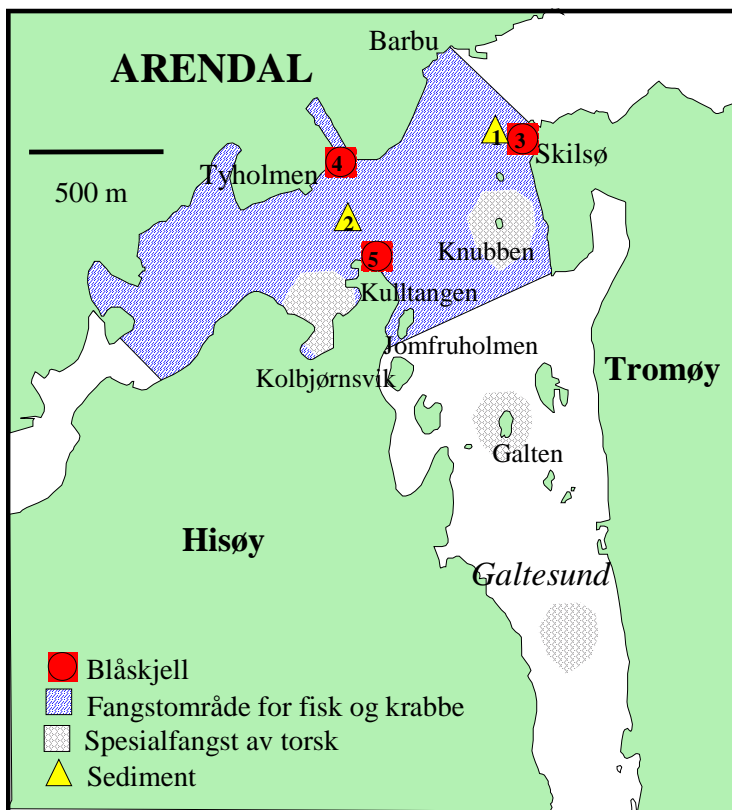 Barbu
ARENDAL
1
3
Skilsø
4
Tyholmen
500 m
2
Knubben
5
Kulltangen
Jomfruholmen
Kolbjørnsvik
Tromøy
Galten
Hisøy
Galtesund
Blåskjell
Fangstområde for fisk og krabbe
Spesialfangst av torsk
Sediment